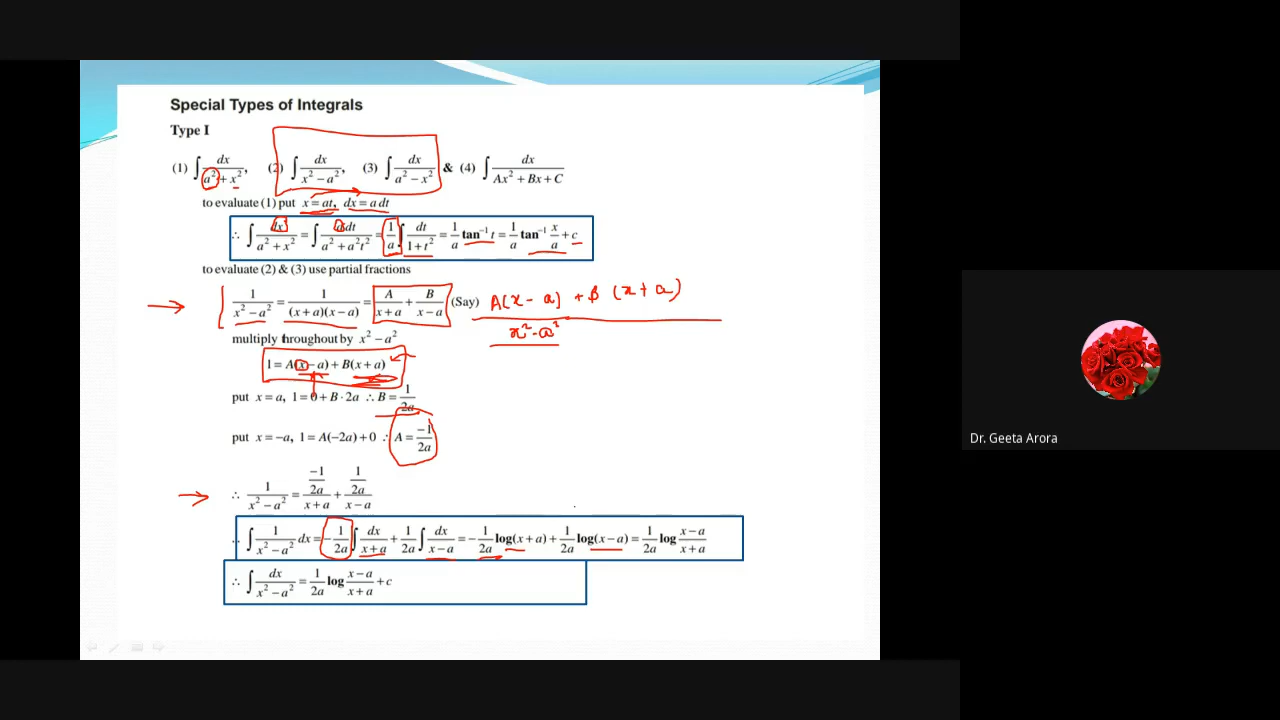 Special Types of Integrals
Type I
(1) ∫ dx/(a² + x²), (2) ∫ dx/(x² − a²), (3) ∫ dx/(a² − x²) & (4) ∫ dx/(Ax² + Bx + C)
to evaluate (1) put x = at, dx = a dt
∴ ∫ dx/(a² + x²) = ∫ adt/(a² + a²t²) = 1/a ∫ dt/(1 + t²) = 1/a tan⁻¹ t = 1/a tan⁻¹ x/a + c
to evaluate (2) & (3) use partial fractions
1/(x² − a²) = 1/((x + a)(x − a)) = A/(x + a) + B/(x − a) (Say) (A(x − a) + B (x + a))/(x² − a²)
multiply throughout by x² − a²
1 = A(x − a) + B(x + a)
put x = a, 1 = 0 + B · 2a ∴ B = 1/2a
put x = −a, 1 = A(−2a) + 0 ∴ A = −1/2a
∴ 1/(x² − a²) = (−1/2a)/(x + a) + (1/2a)/(x − a)
∴ ∫ 1/(x² − a²) dx = − 1/2a ∫ dx/(x + a) + 1/2a ∫ dx/(x − a) = − 1/2a log(x + a) + 1/2a log(x − a) = 1/2a log (x − a)/(x + a)
∴ ∫ dx/(x² − a²) = 1/2a log (x − a)/(x + a) + c
Dr. Geeta Arora